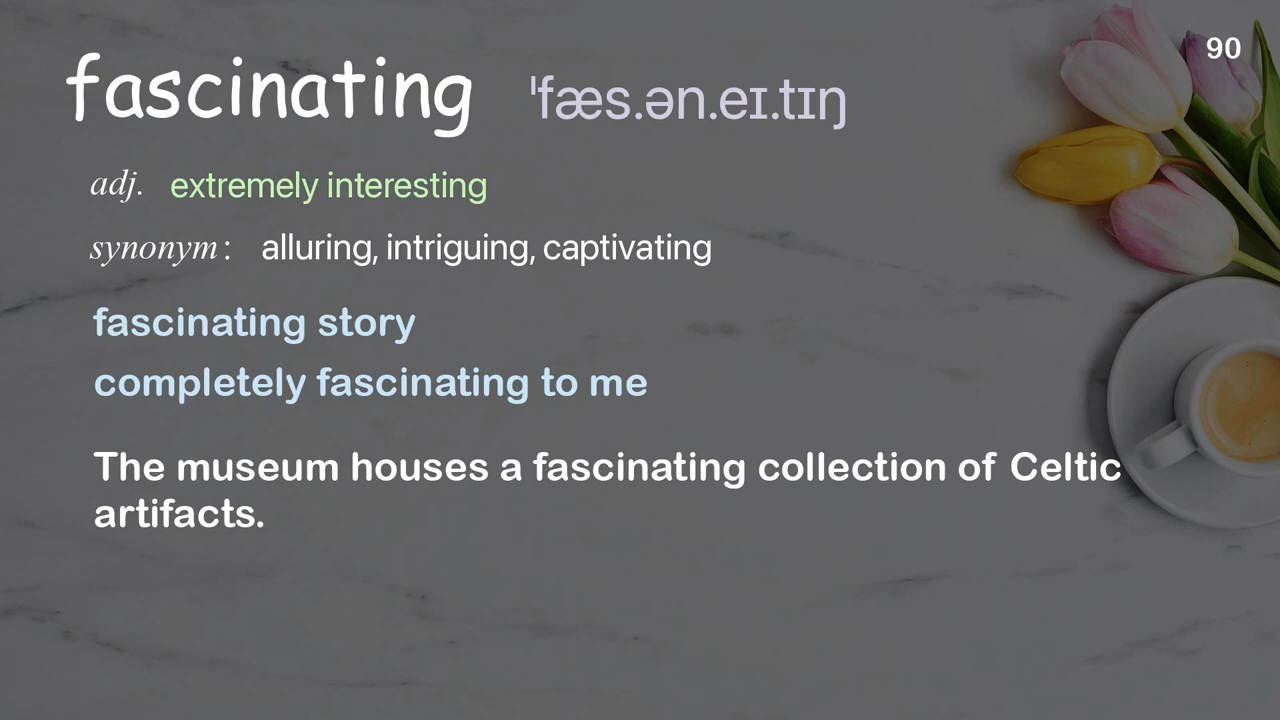 90
fascinating ˈfæs.ən.eɪ.tɪŋ
adj. extremely interesting
synonym: alluring, intriguing, captivating
fascinating story
completely fascinating to me
The museum houses a fascinating collection of Celtic
artifacts.